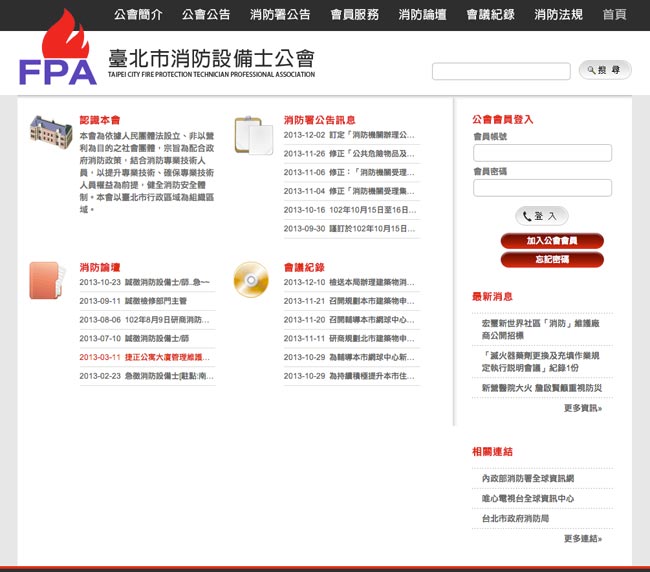 公會簡介 公會公告 消防署公告 會員服務 消防論壇 會議紀錄 消防法規 首頁
FPA
臺北市消防設備士公會
TAIPEI CITY FIRE PROTECTION TECHNICIAN PROFESSIONAL ASSOCIATION
搜 尋
認識本會
本會為依據人民團體法設立、非以營
利為目的之社會團體，宗旨為配合政
府消防政策，結合消防專業技術人
員，以提升專業技術、確保專業技術
人員權益為前提，健全消防安全體
制。本會以臺北市行政區域為組織區
域。
消防署公告訊息
2013-12-02 訂定「消防機關辦理公...
2013-11-26 修正「公共危險物品及...
2013-11-06 修正：「消防機關受理...
2013-11-04 修正「消防機關受理集...
2013-10-16 102年10月15日至16日...
2013-09-30 謹訂於102年10月15日...
消防論壇
2013-10-23 誠徵消防設備士/師..急~~
2013-09-11 誠徵檢修部門主管
2013-08-06 102年8月9日研商消防...
2013-07-10 誠徵消防設備士/師
2013-03-11 捷正公寓大廈管理維護...
2013-02-23 急徵消防設備士[駐點:南...
會議紀錄
2013-12-10 檢送本局辦理建築物消...
2013-11-21 召開規劃本市建築物申...
2013-11-20 召開輔導本市網球中心...
2013-11-11 研商規劃北市建築物申...
2013-10-29 為輔導本市網球中心新...
2013-10-29 為持續積極提升本市住...
公會會員登入
會員帳號
會員密碼
登 入
加入公會會員
忘記密碼
最新消息
宏璽新世界社區「消防」維護廠
商公開招標
「滅火器藥劑更換及充填作業規
定執行說明會議」紀錄1份
新營醫院大火 詹啟賢籲重視防災
更多資訊»
相關連結
內政部消防署全球資訊網
唯心電視台全球資訊中心
台北市政府消防局
更多連結»